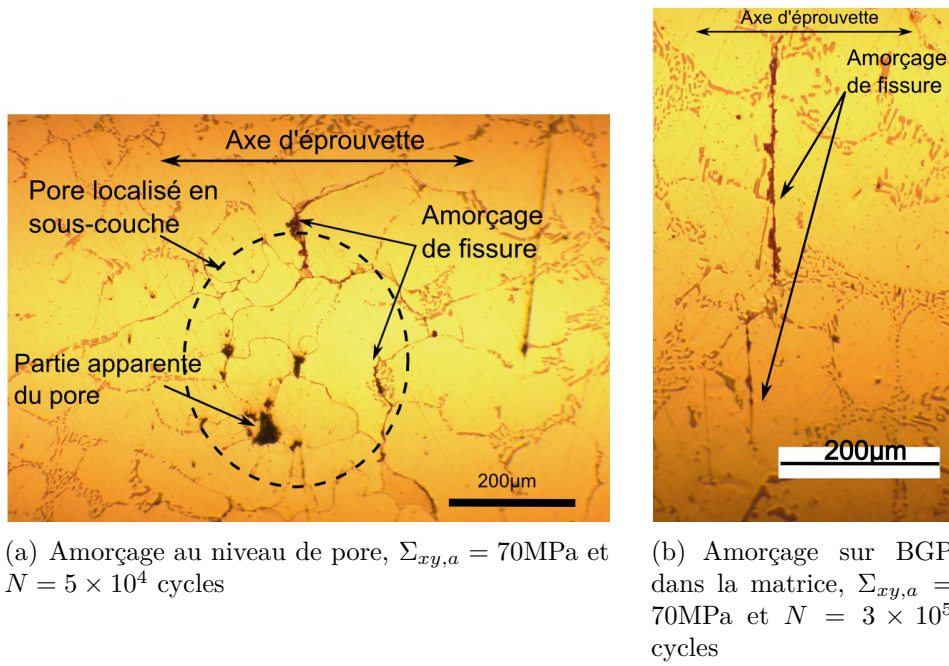 Axe d'éprouvette
Pore localisé en
sous-couche
Amorçage
de fissure
Partie apparente
du pore
200µm
(a) Amorçage au niveau de pore, Σxy,a = 70MPa et
N = 5 × 10⁴ cycles
Axe d'éprouvette
Amorçage
de fissure
200µm
(b) Amorçage sur BGP
dans la matrice, Σxy,a =
70MPa et N = 3 × 10⁵
cycles